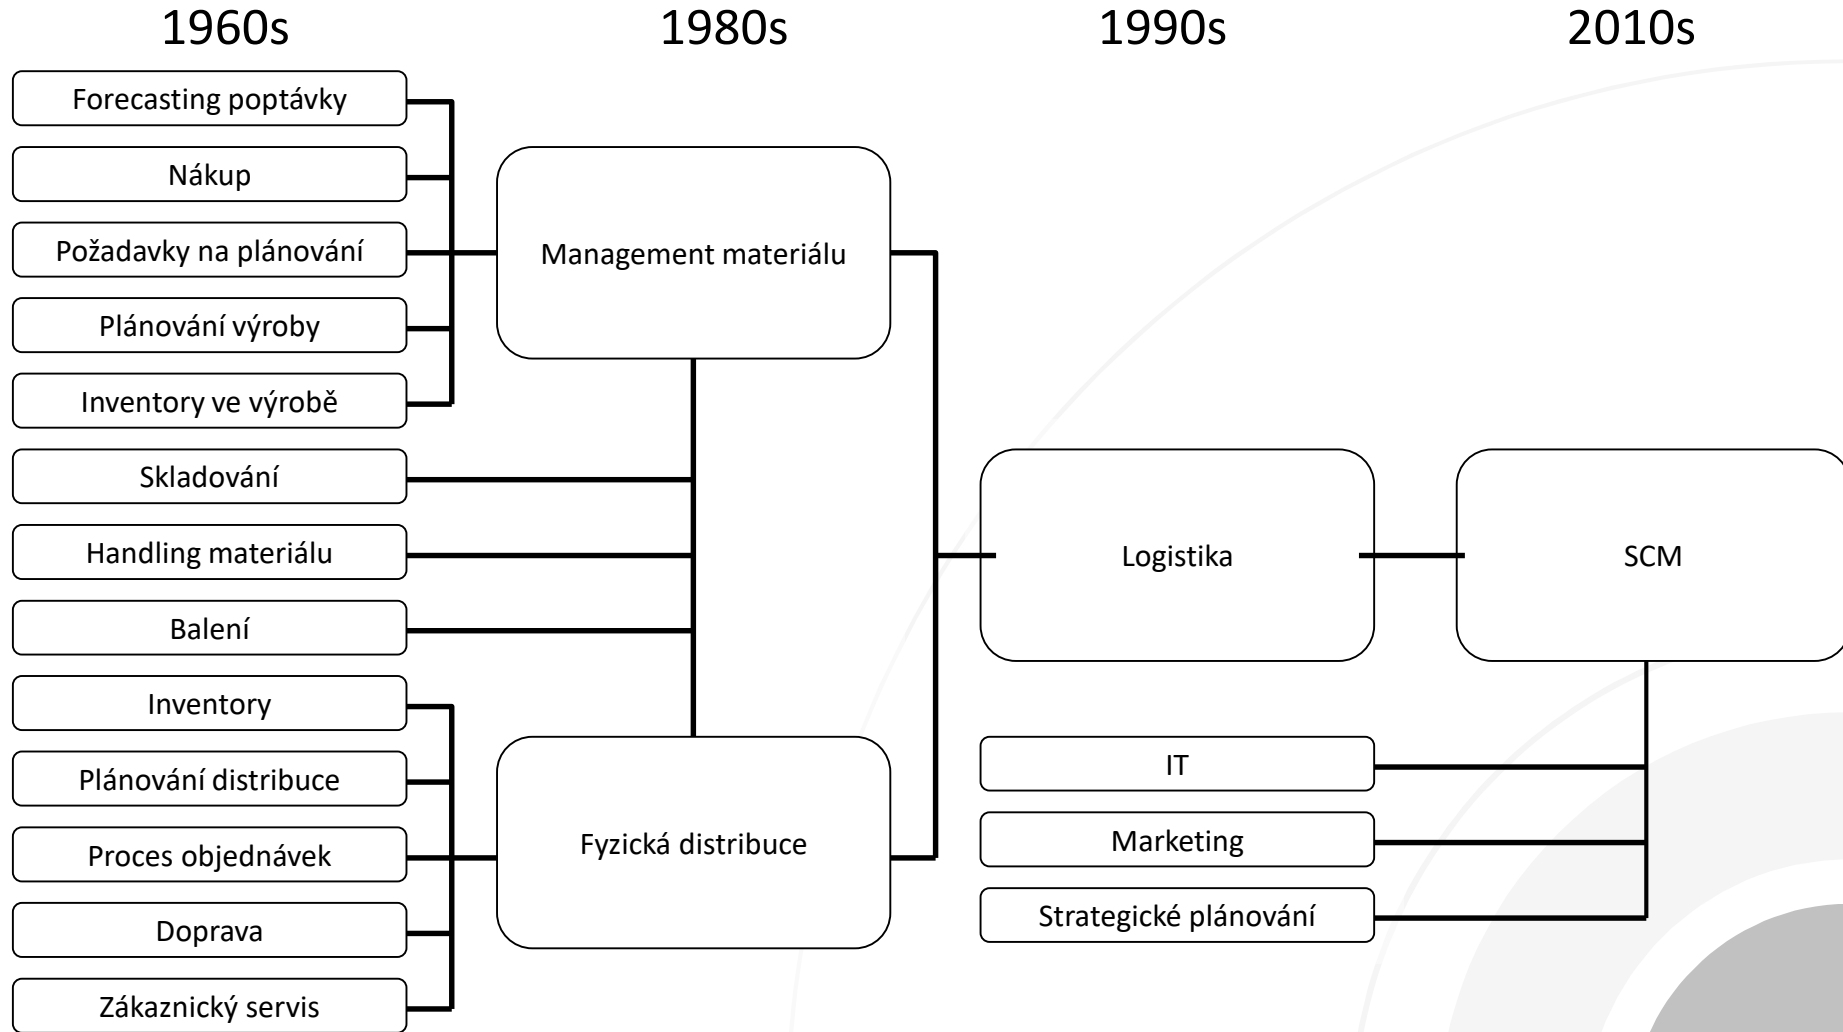 1960s
1980s
1990s
2010s
Forecasting poptávky
Nákup
Požadavky na plánování
Plánování výroby
Inventory ve výrobě
Skladování
Handling materiálu
Balení
Inventory
Plánování distribuce
Proces objednávek
Doprava
Zákaznický servis
Management materiálu
Fyzická distribuce
Logistika
IT
Marketing
Strategické plánování
SCM